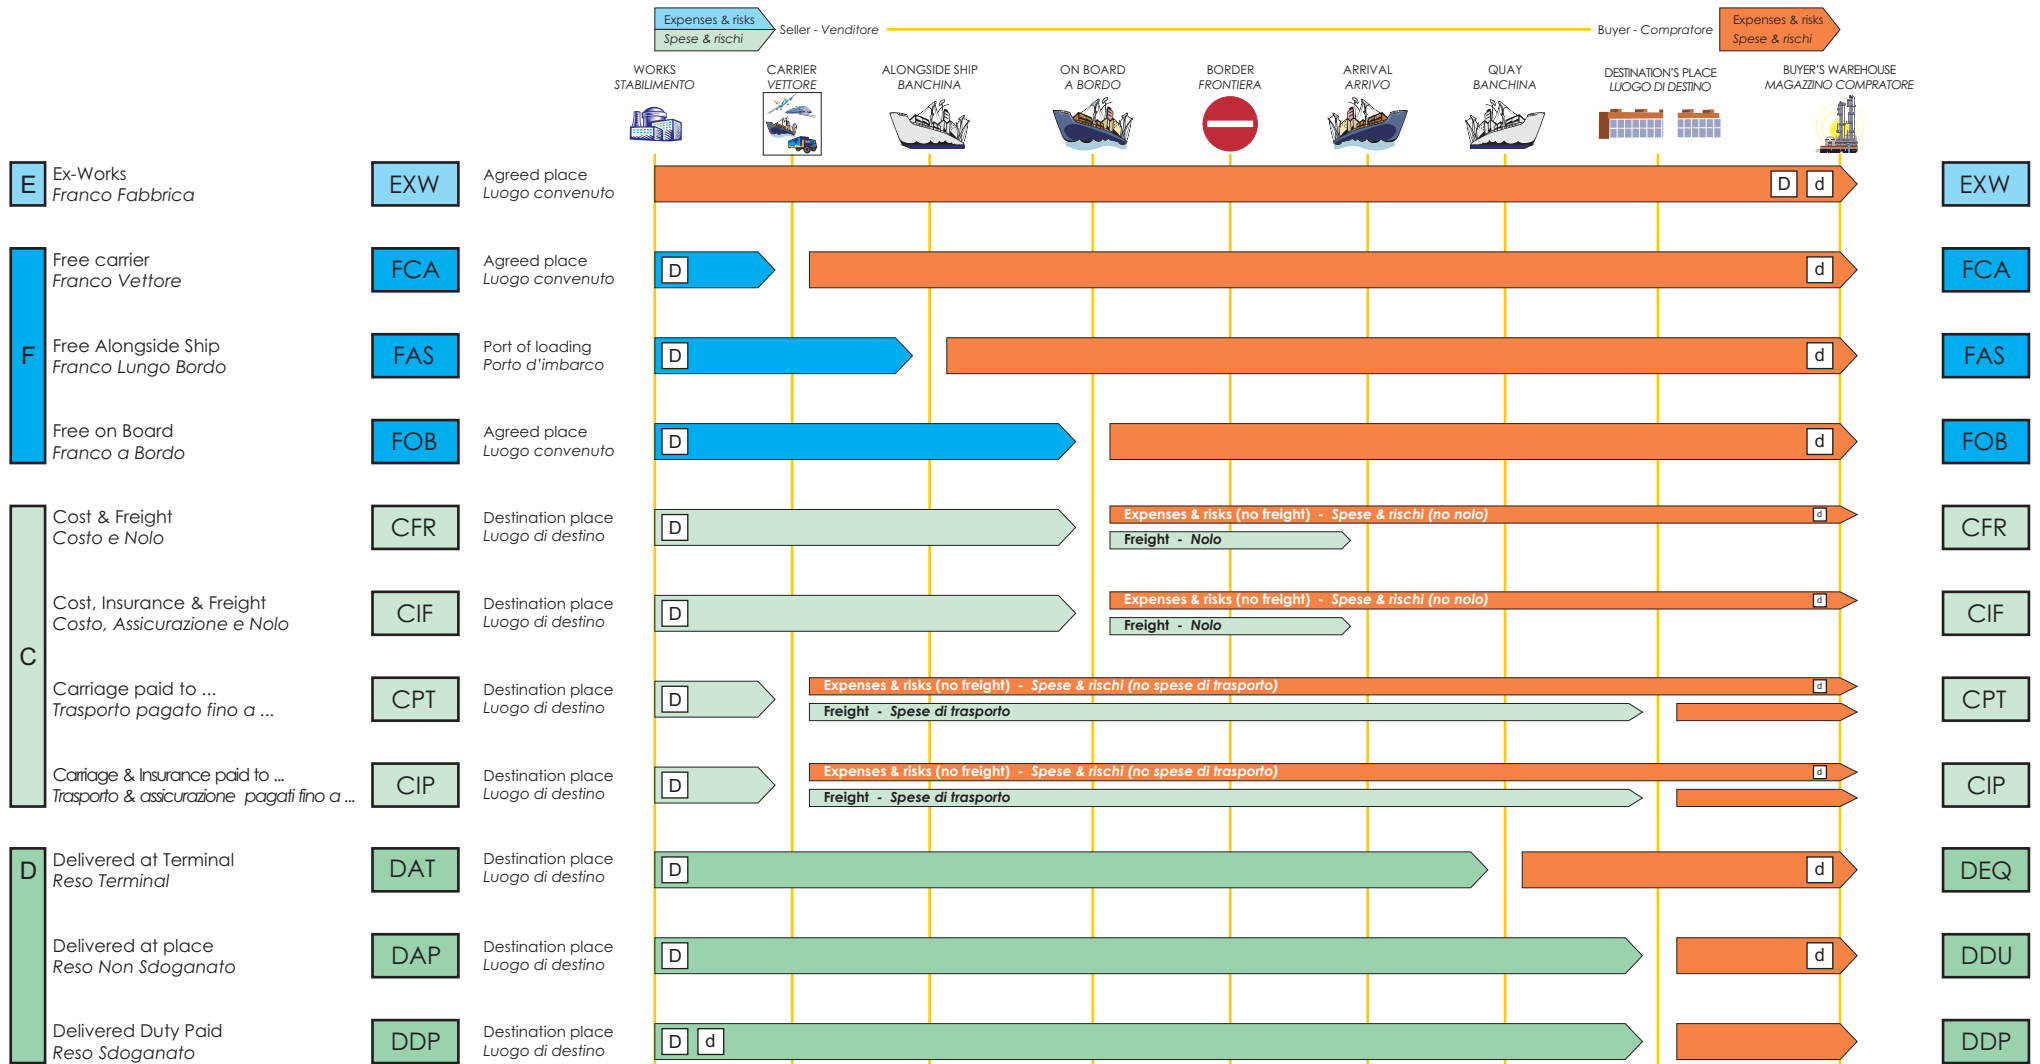 Expenses & risks
Spese & rischi
Seller - Venditore
Buyer - Compratore
Expenses & risks
Spese & rischi
WORKS
STABILIMENTO
CARRIER
VETTORE
ALONGSIDE SHIP
BANCHINA
ON BOARD
A BORDO
BORDER
FRONTIERA
ARRIVAL
ARRIVO
QUAY
BANCHINA
DESTINATION'S PLACE
LUOGO DI DESTINO
BUYER'S WAREHOUSE
MAGAZZINO COMPRATORE
E
Ex-Works
Franco Fabbrica
EXW
Agreed place
Luogo convenuto
D d
EXW
F
Free carrier
Franco Vettore
FCA
Agreed place
Luogo convenuto
D
d
FCA
Free Alongside Ship
Franco Lungo Bordo
FAS
Port of loading
Porto d'imbarco
D
d
FAS
Free on Board
Franco a Bordo
FOB
Agreed place
Luogo convenuto
D
d
FOB
C
Cost & Freight
Costo e Nolo
CFR
Destination place
Luogo di destino
D
Expenses & risks (no freight) - Spese & rischi (no nolo)
d
Freight - Nolo
CFR
Cost, Insurance & Freight
Costo, Assicurazione e Nolo
CIF
Destination place
Luogo di destino
D
Expenses & risks (no freight) - Spese & rischi (no nolo)
d
Freight - Nolo
CIF
Carriage paid to ...
Trasporto pagato fino a ...
CPT
Destination place
Luogo di destino
D
Expenses & risks (no freight) - Spese & rischi (no spese di trasporto)
d
Freight - Spese di trasporto
CPT
Carriage & Insurance paid to ...
Trasporto & assicurazione pagati fino a ...
CIP
Destination place
Luogo di destino
D
Expenses & risks (no freight) - Spese & rischi (no spese di trasporto)
d
Freight - Spese di trasporto
CIP
D
Delivered at Terminal
Reso Terminal
DAT
Destination place
Luogo di destino
D
d
DEQ
Delivered at place
Reso Non Sdoganato
DAP
Destination place
Luogo di destino
D
d
DDU
Delivered Duty Paid
Reso Sdoganato
DDP
Destination place
Luogo di destino
D d
DDP